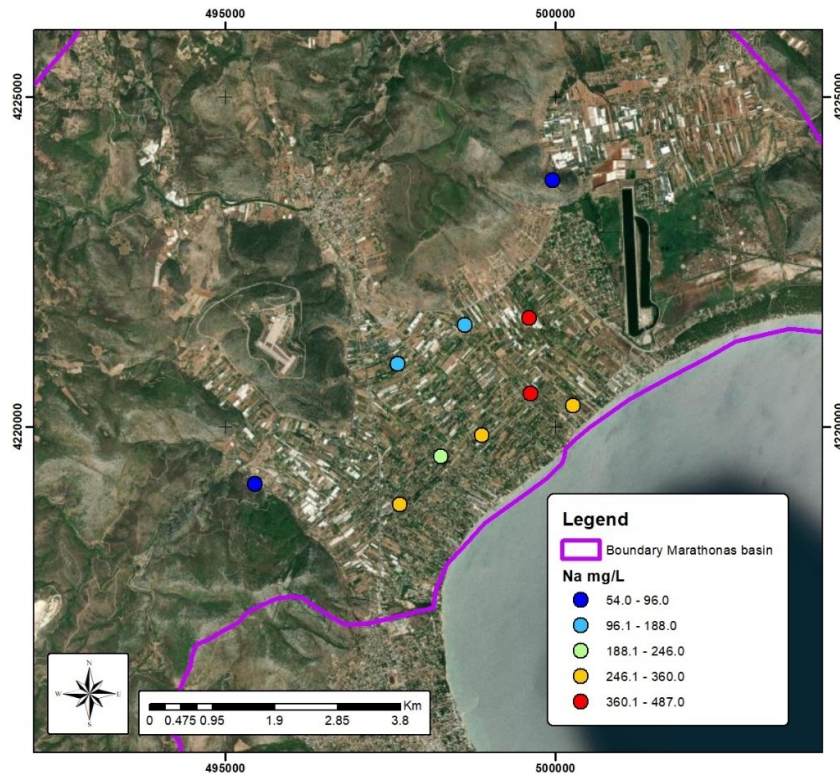 495000 500000
4225000 4225000
4220000 4220000
Legend
Boundary Marathonas basin
Na mg/L
54.0 - 96.0
96.1 - 188.0
188.1 - 246.0
246.1 - 360.0
360.1 - 487.0
N
W E
S
Km
0 0.475 0.95 1.9 2.85 3.8
495000 500000